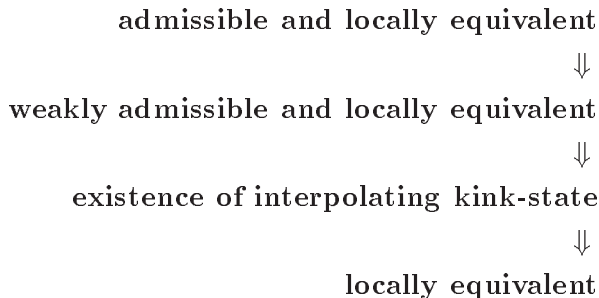 admissible and locally equivalent
⇓
weakly admissible and locally equivalent
⇓
existence of interpolating kink-state
⇓
locally equivalent